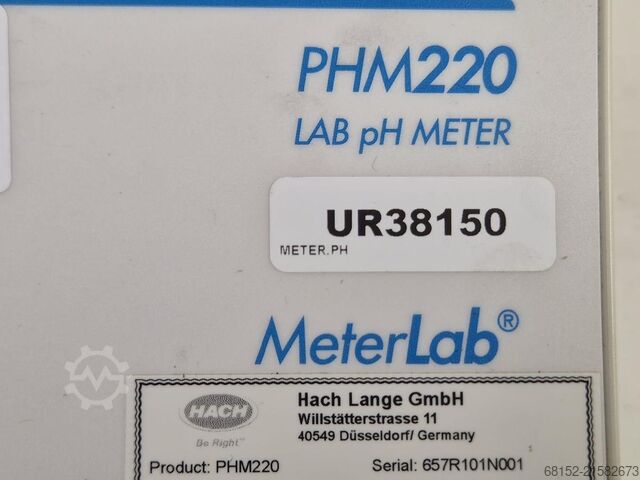 PHM220
LAB pH METER
UR38150
METER,PH
MeterLab®
HACH
Be Right™
Hach Lange GmbH
Willstätterstrasse 11
40549 Düsseldorf/ Germany
Product: PHM220 Serial: 657R101N001
68152-21582673